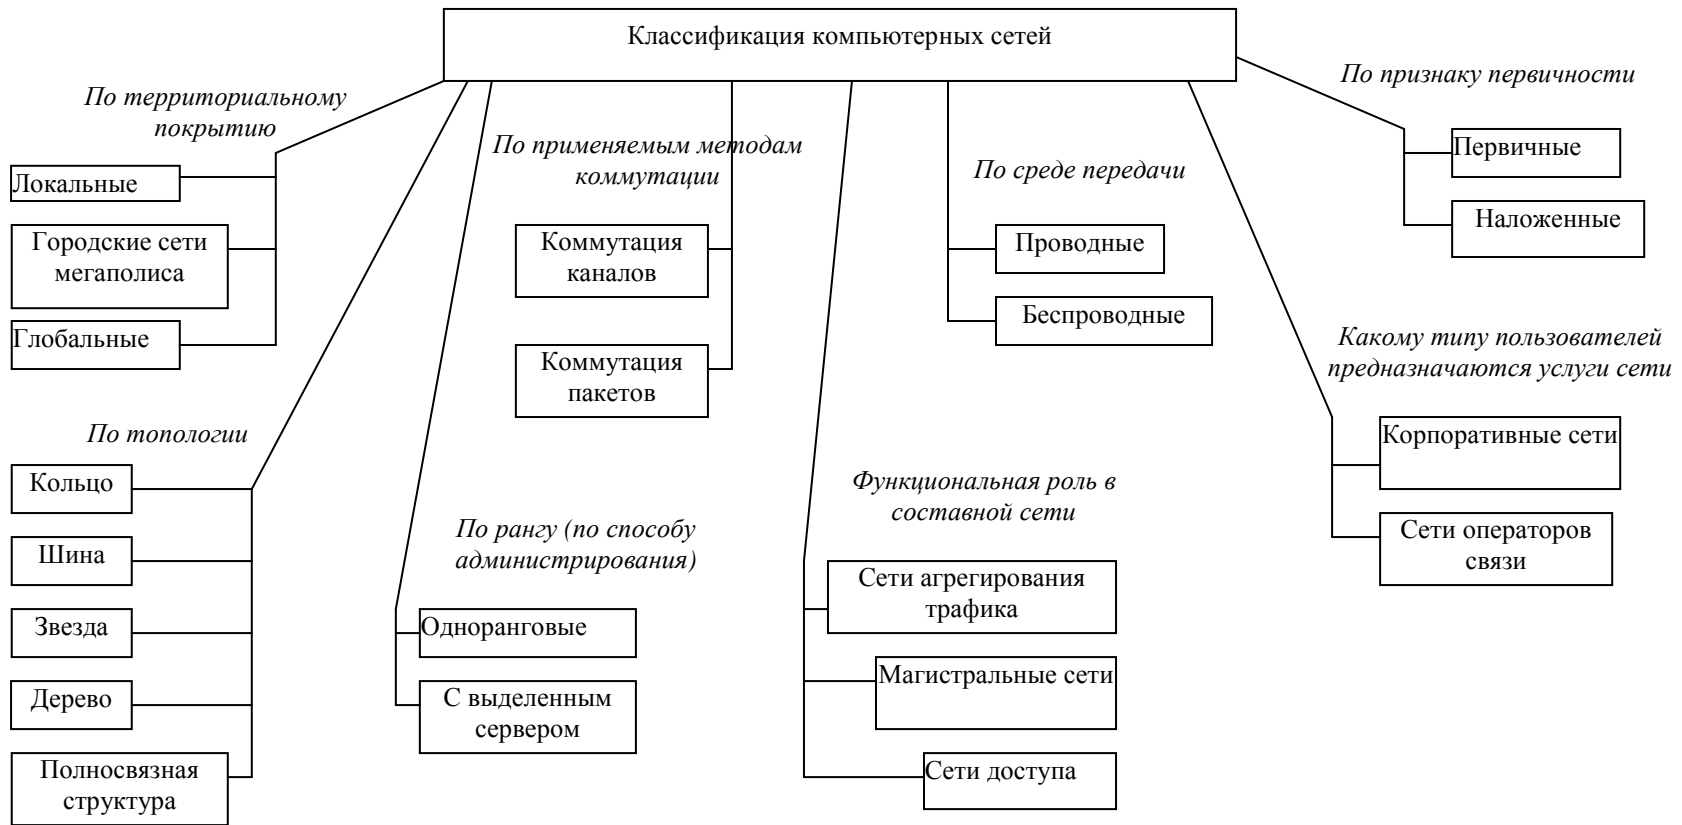 Классификация компьютерных сетей
По территориальному
покрытию
Локальные
Городские сети
мегаполиса
Глобальные
По топологии
Кольцо
Шина
Звезда
Дерево
Полносвязная
структура
По рангу (по способу
администрирования)
Одноранговые
С выделенным
сервером
По применяемым методам
коммутации
Коммутация
каналов
Коммутация
пакетов
Функциональная роль в
составной сети
Сети агрегирования
трафика
Магистральные сети
Сети доступа
По среде передачи
Проводные
Беспроводные
Какому типу пользователей
предназначаются услуги сети
Корпоративные сети
Сети операторов
связи
По признаку первичности
Первичные
Наложенные